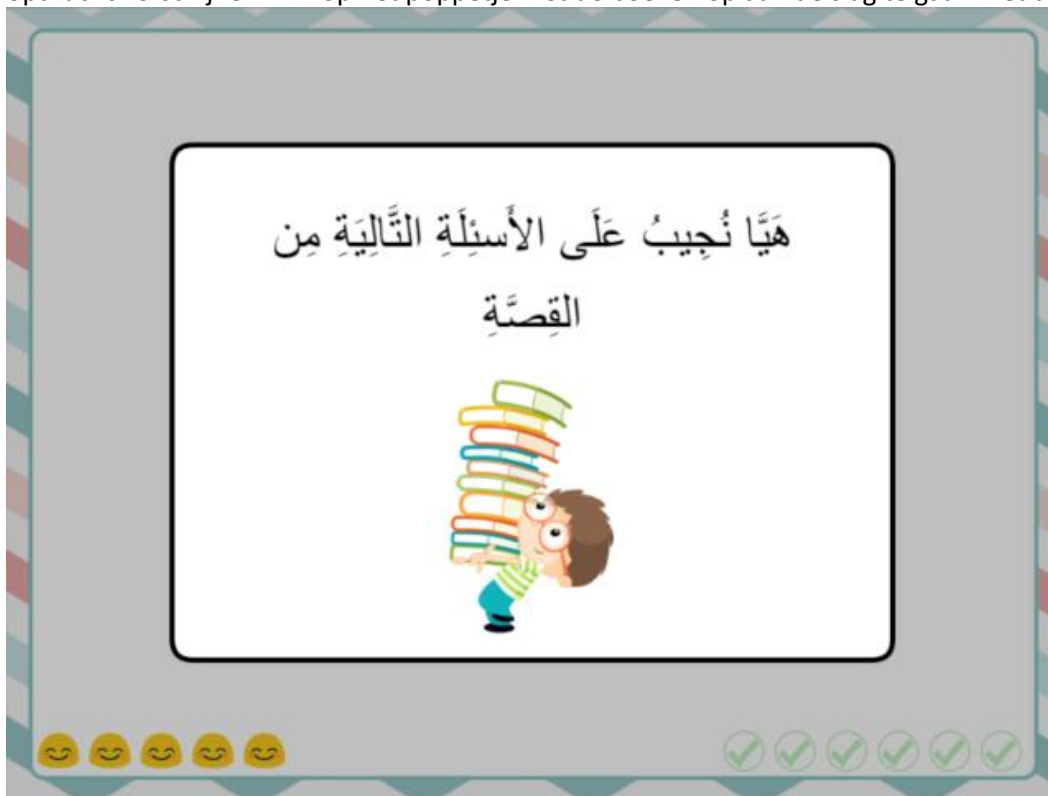 هَيَّا نُجِيبُ عَلَى الأَسئِلَةِ التَّالِيَةِ مِن
القِصَّةِ